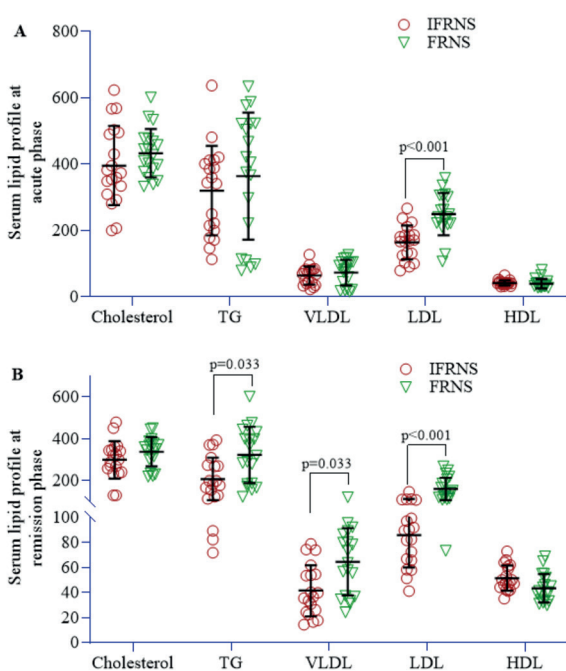 A
Serum lipid profile at
acute phase
800
600
400
200
0
IFRNS
FRNS
p<0.001
Cholesterol TG VLDL LDL HDL
B
Serum lipid profile at
remission phase
600
400
200
100
80
60
40
20
0
IFRNS
FRNS
p=0.033
p=0.033
p<0.001
Cholesterol TG VLDL LDL HDL